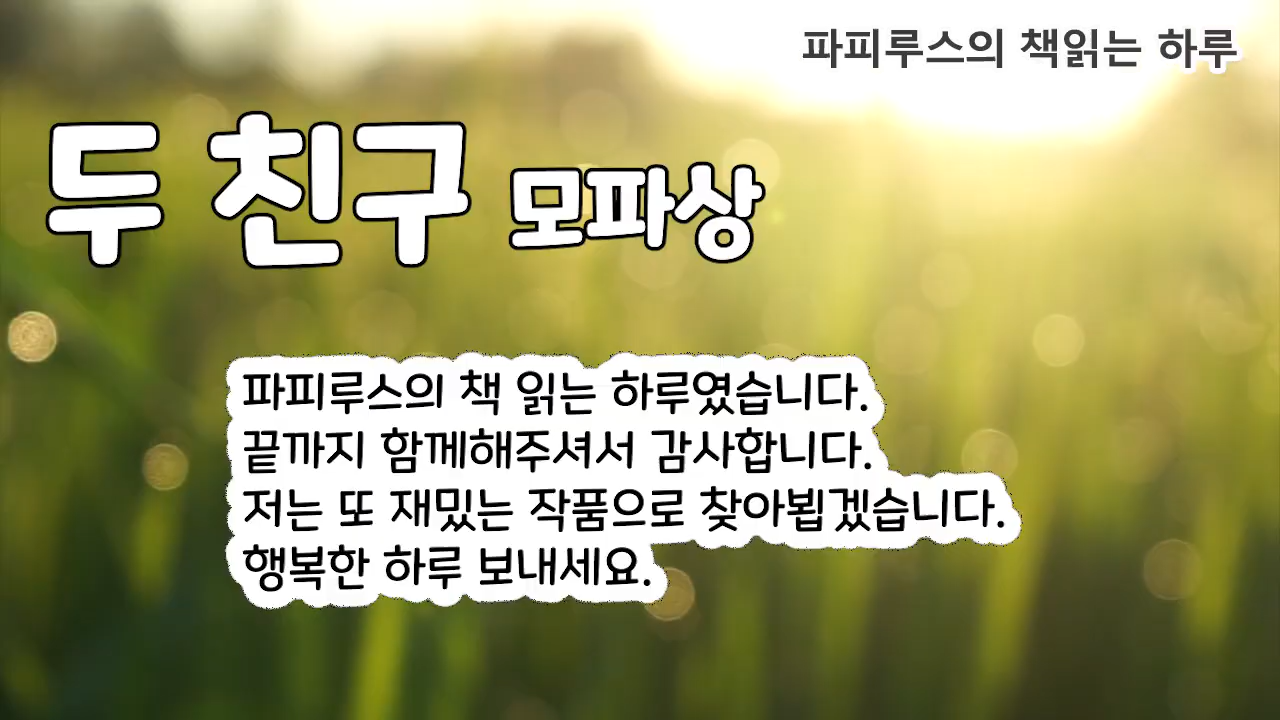 파피루스의 책읽는 하루
두 친구 모파상
파피루스의 책 읽는 하루였습니다.
끝까지 함께해주셔서 감사합니다.
저는 또 재밌는 작품으로 찾아뵙겠습니다.
행복한 하루 보내세요.